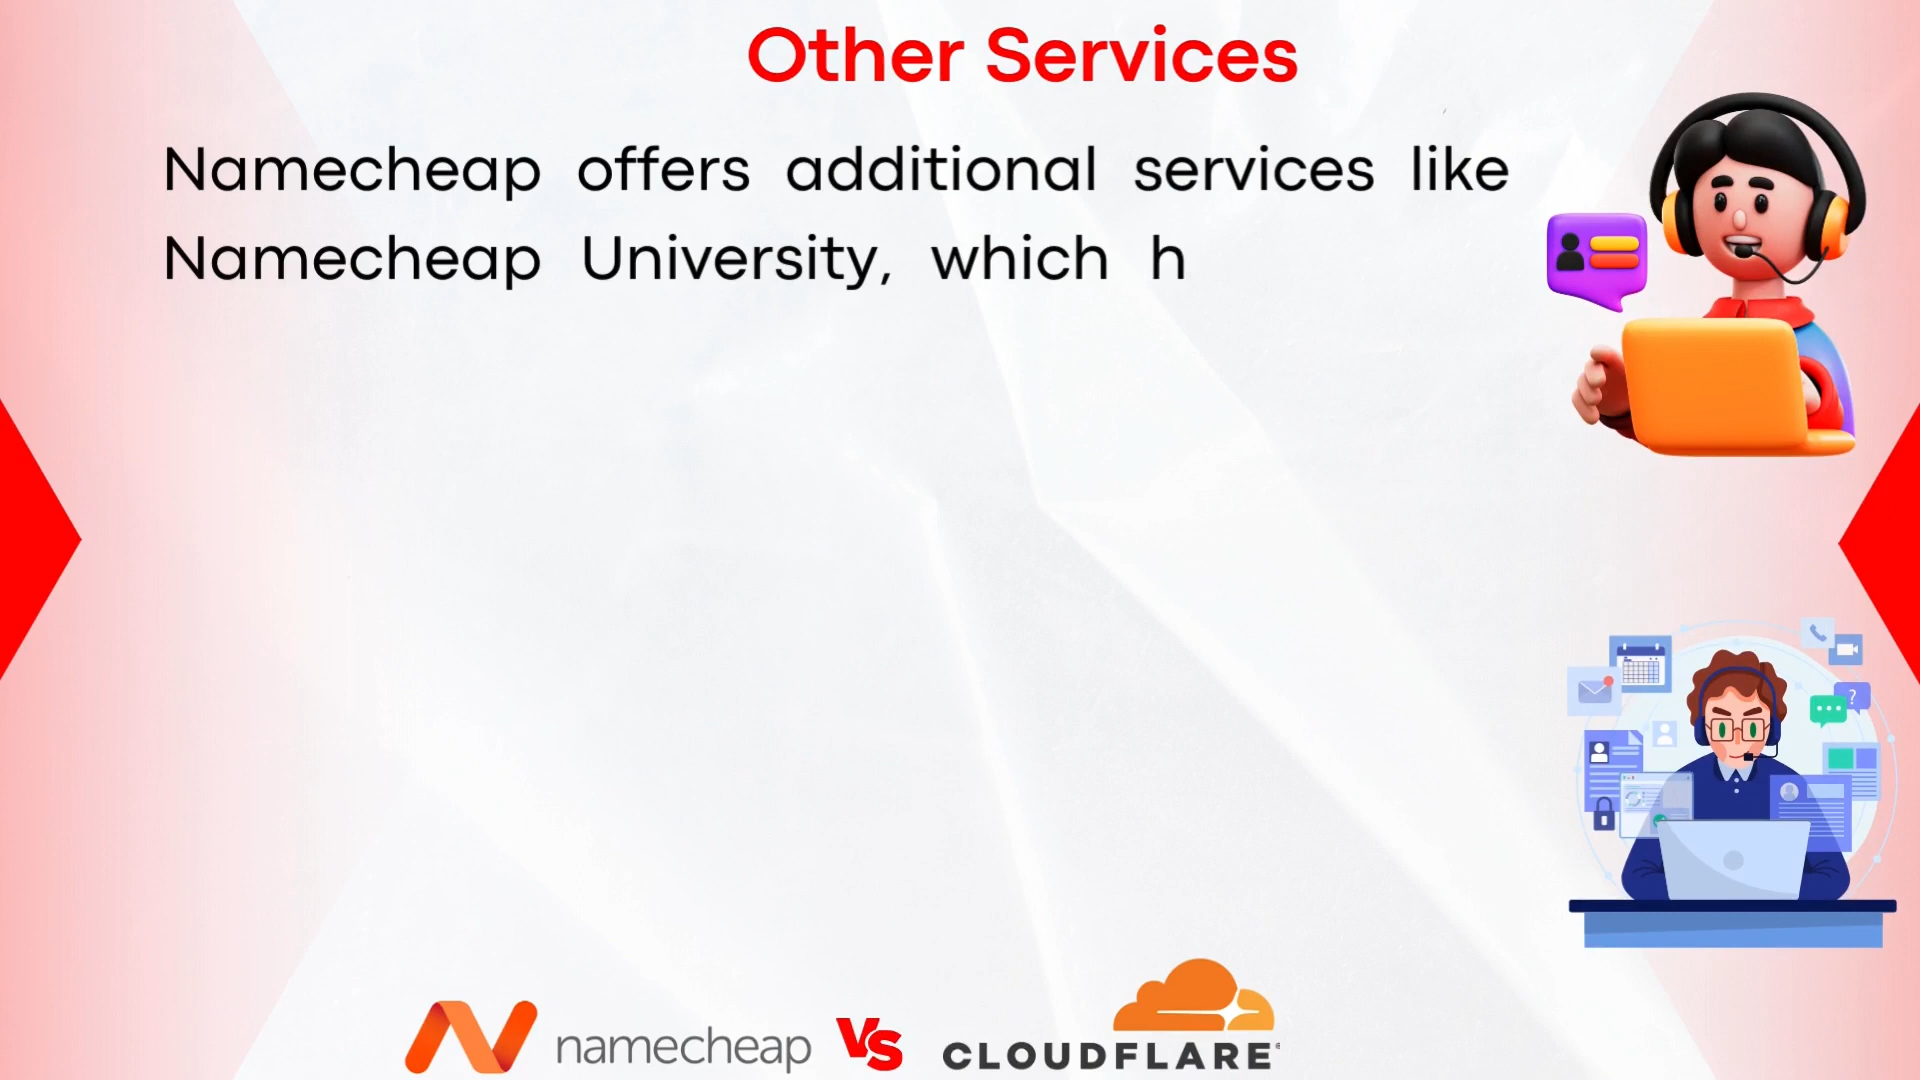 Other Services
Namecheap offers additional services like
Namecheap University, which h
?
namecheap VS CLOUDFLARE